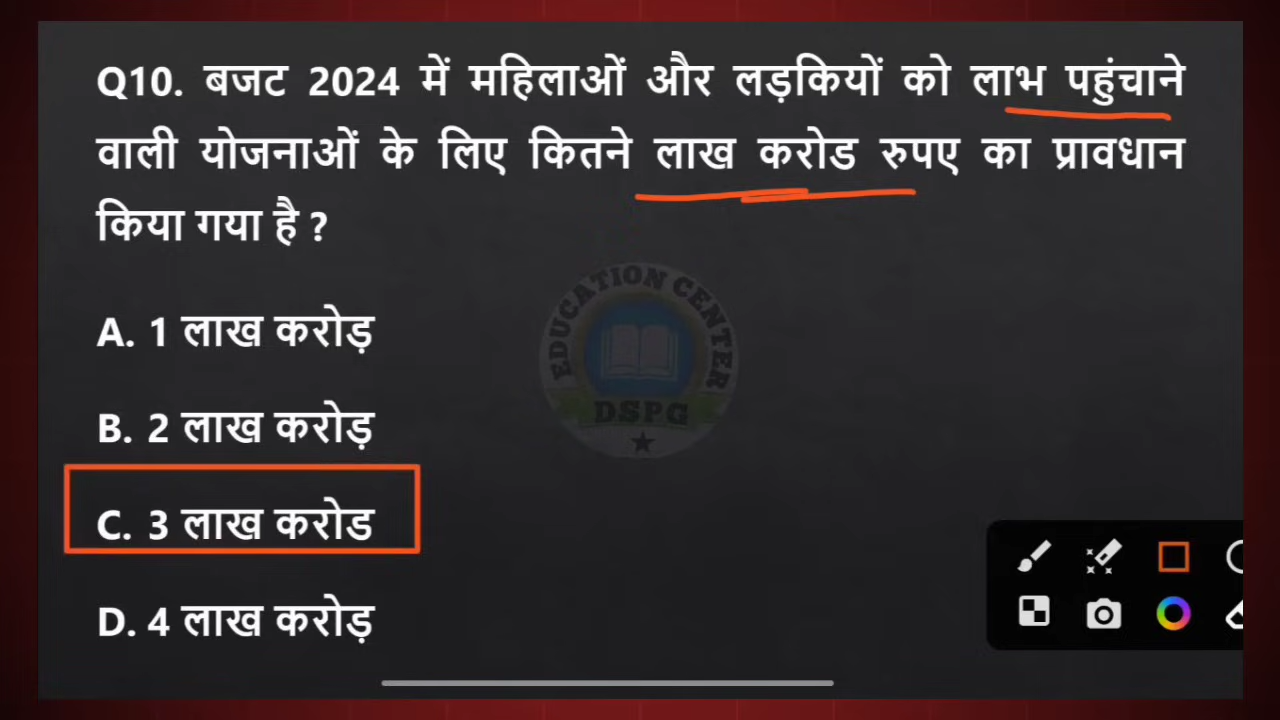 Q10. बजट 2024 में महिलाओं और लड़कियों को लाभ पहुंचाने
वाली योजनाओं के लिए कितने लाख करोड रुपए का प्रावधान
किया गया है ?
EDUCATION CENTER
DSPG
A. 1 लाख करोड़
B. 2 लाख करोड़
C. 3 लाख करोड
D. 4 लाख करोड़